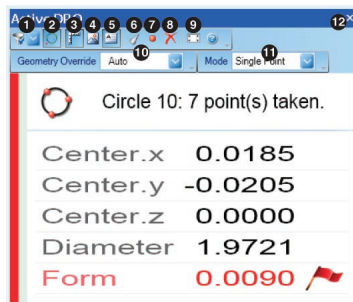 ActiveDRO
1 2 3 4 5 6 7 8 9 12
10 11
Geometry Override Auto Mode Single Point
Circle 10: 7 point(s) taken.
Center.x 0.0185
Center.y -0.0205
Center.z 0.0000
Diameter 1.9721
Form 0.0090